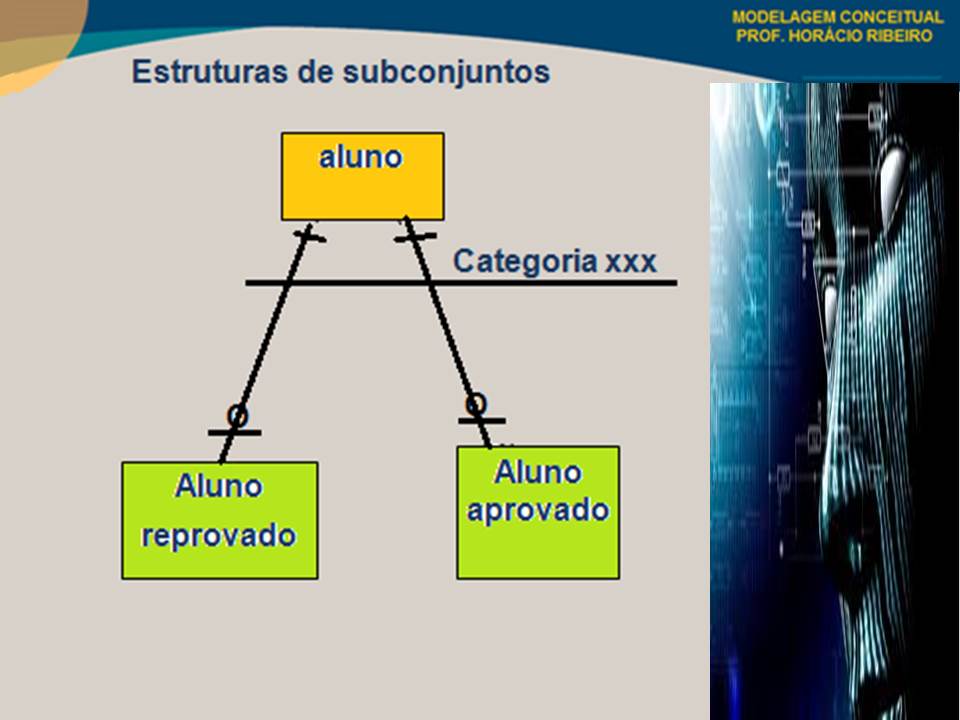 MODELAGEM CONCEITUAL
PROF. HORÁCIO RIBEIRO
Estruturas de subconjuntos
aluno
Categoria xxx
Aluno
reprovado
Aluno
aprovado